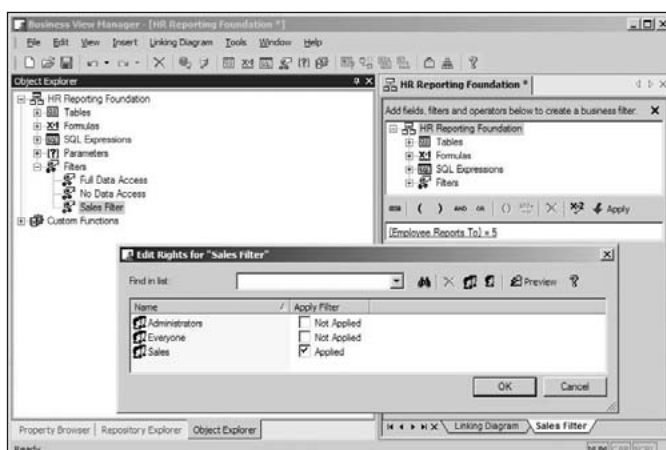 Business View Manager - [HR Reporting Foundation *]
File Edit View Insert Linking Diagram Tools Window Help
Object Explorer
HR Reporting Foundation
Tables
Formulas
SQL Expressions
Parameters
Filters
Full Data Access
No Data Access
Sales Filter
Custom Functions
HR Reporting Foundation *
Add fields, filters and operators below to create a business filter.
HR Reporting Foundation
Tables
Formulas
SQL Expressions
Filters
( ) AND OR Apply
{Employee Reports To} = 5
Edit Rights for "Sales Filter"
Find in list:
Preview
Name / Apply Filter
Administrators Not Applied
Everyone Not Applied
Sales Applied
OK Cancel
Property Browser Repository Explorer Object Explorer
Linking Diagram Sales Filter
Ready